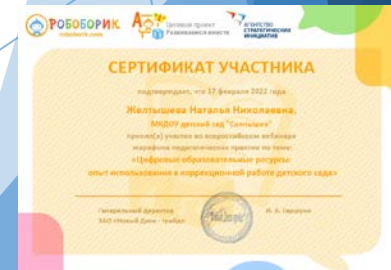 РОБОБОРИК
roboborik.com
Целевой проект
Развиваемся вместе
АГЕНТСТВО
СТРАТЕГИЧЕСКИХ
ИНИЦИАТИВ
СЕРТИФИКАТ УЧАСТНИКА
подтверждает, что 17 февраля 2022 года
Желтышева Наталья Николаевна,
МКДОУ детский сад "Солнышко"
принял(а) участие во всероссийском вебинаре
марафона педагогических практик по теме:
«Цифровые образовательные ресурсы:
опыт использования в коррекционной работе детского сада»
Генеральный директор
ЗАО «Новый Диск - трейд»